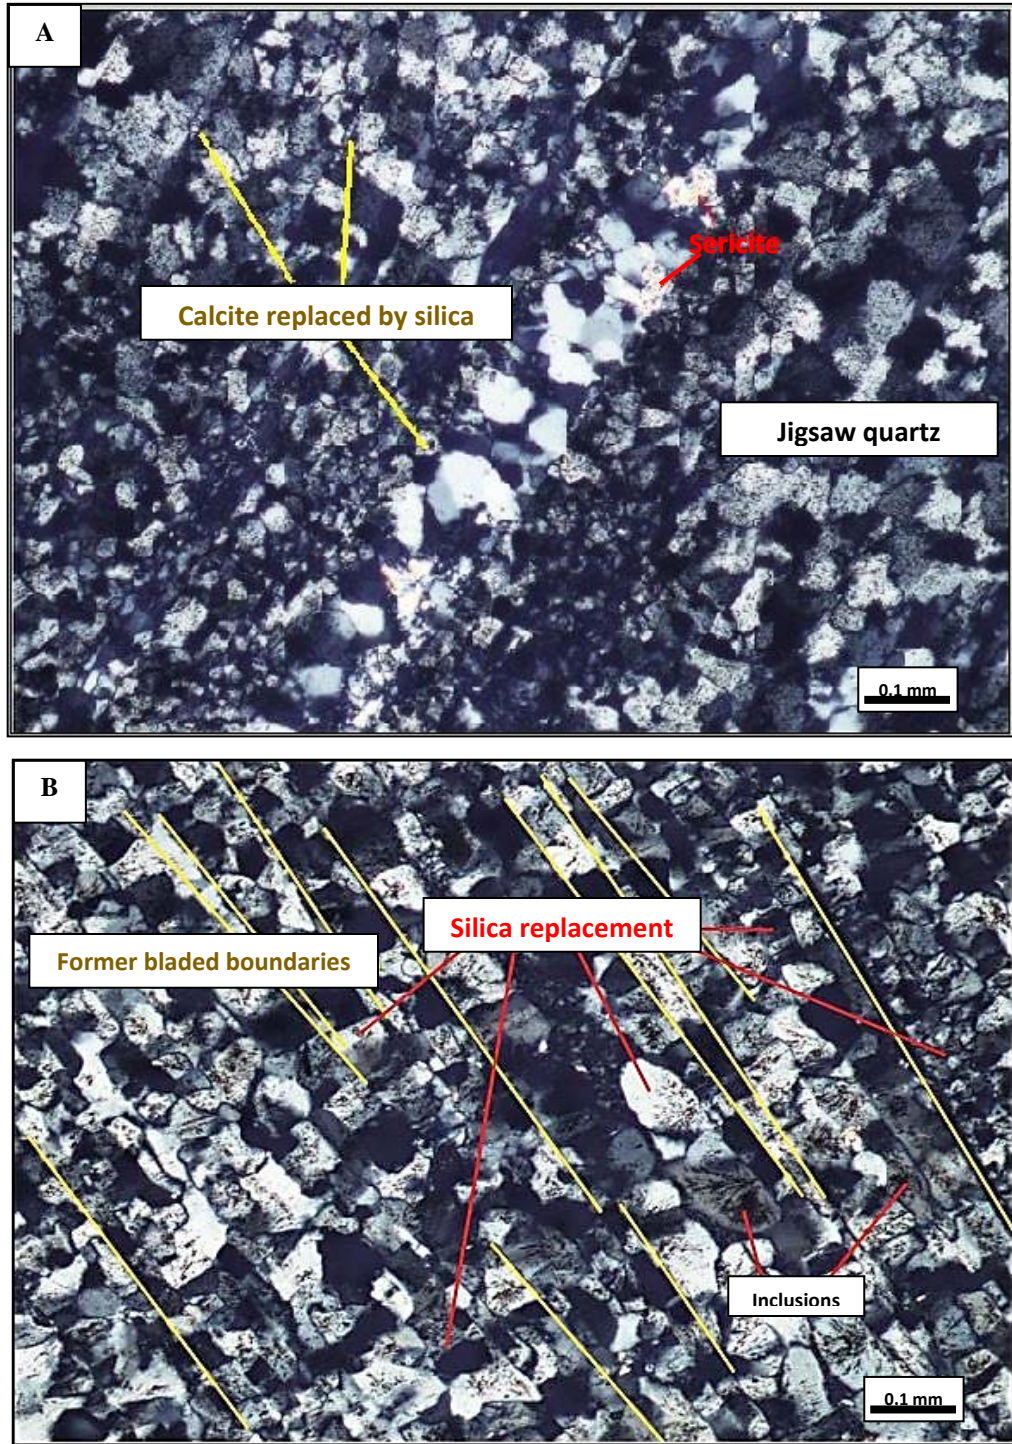 A
Sericite
Calcite replaced by silica
Jigsaw quartz
0.1 mm
B
Silica replacement
Former bladed boundaries
Inclusions
0.1 mm